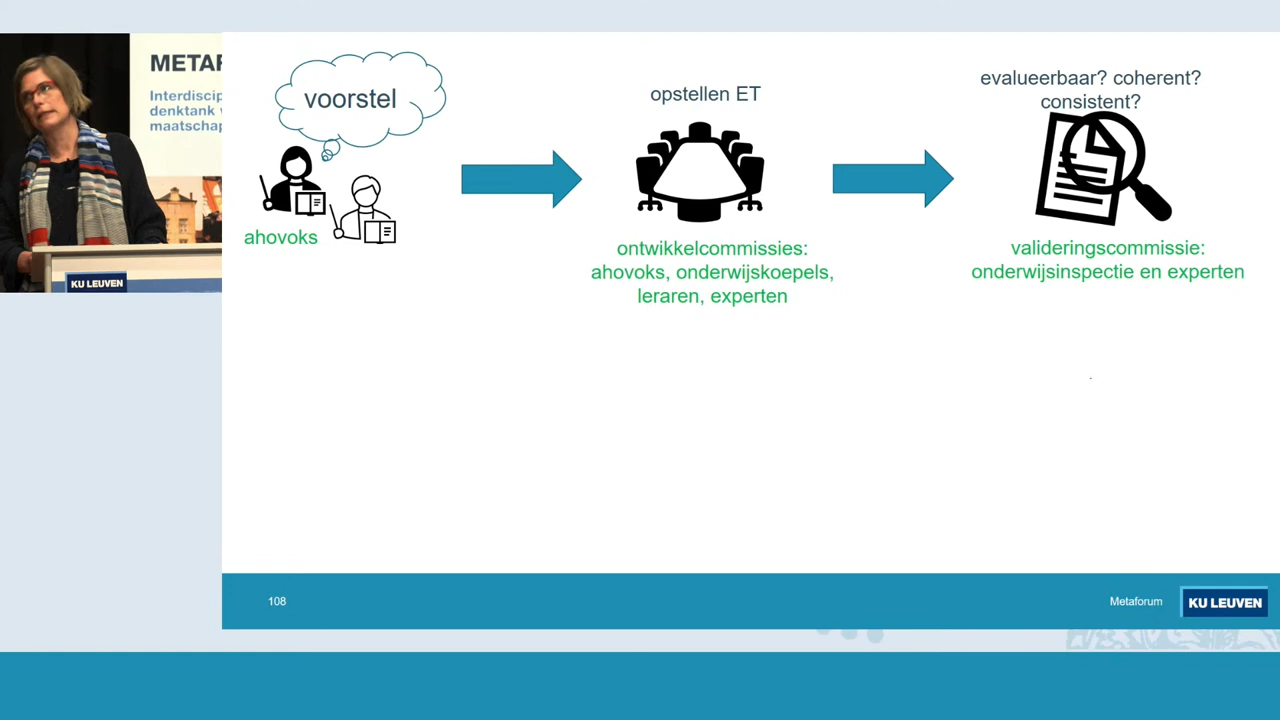 METAF
Interdiscip
denktank v
maatschap
KU LEUVEN
voorstel
ahovoks
opstellen ET
ontwikkelcommissies:
ahovoks, onderwijskoepels,
leraren, experten
evalueerbaar? coherent?
consistent?
valideringscommissie:
onderwijsinspectie en experten
108
Metaforum
KU LEUVEN